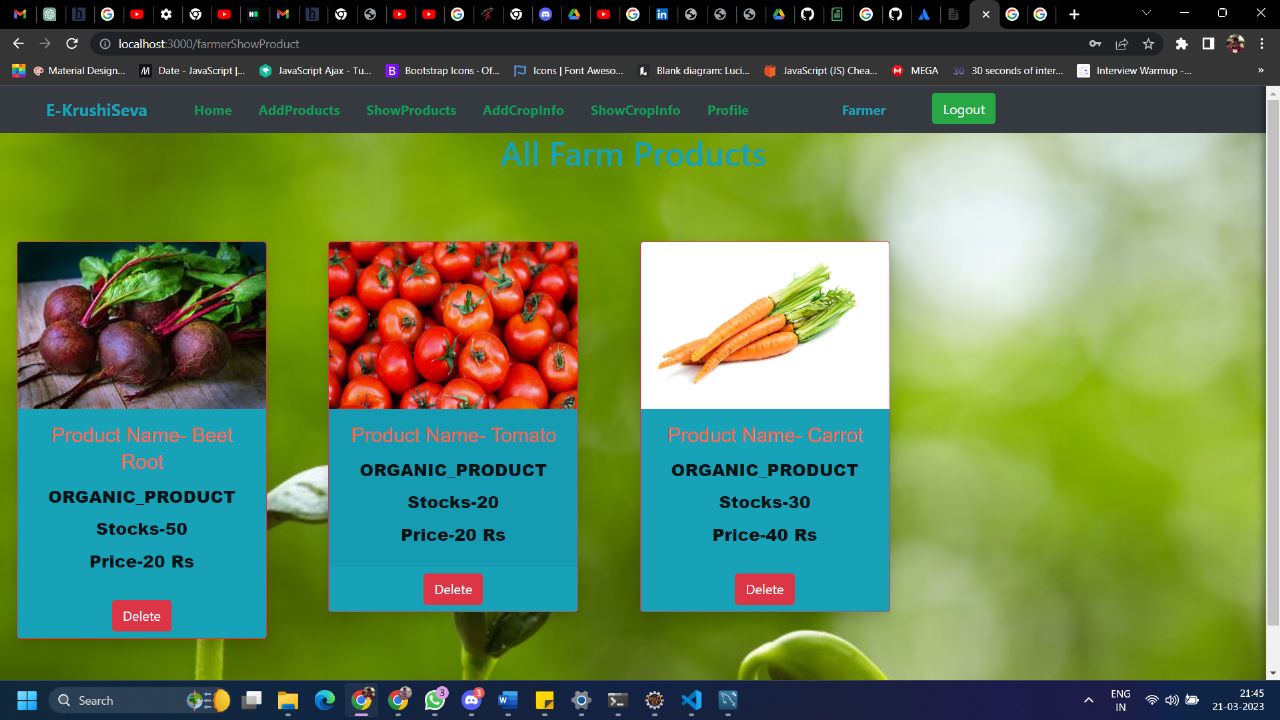 localhost:3000/farmerShowProduct
Material Design...
Date - JavaScript |...
JavaScript Ajax - Tu...
Bootstrap Icons · Of...
Icons | Font Aweso...
Blank diagram: Luci...
JavaScript (JS) Chea...
MEGA
30
30 seconds of inter...
Interview Warmup -...
»
E-KrushiSeva
Home
AddProducts
ShowProducts
AddCropInfo
ShowCropInfo
Profile
Farmer
Logout
All Farm Products
Product Name- Beet
Root
ORGANIC_PRODUCT
Stocks-50
Price-20 Rs
Delete
Product Name- Tomato
ORGANIC_PRODUCT
Stocks-20
Price-20 Rs
Delete
Product Name- Carrot
ORGANIC_PRODUCT
Stocks-30
Price-40 Rs
Delete
Search
3
3
ENG
IN
21:45
21-03-2023